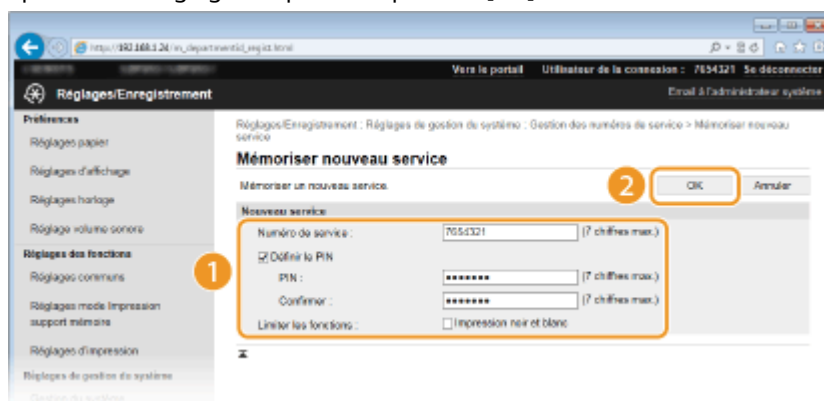 http://192.168.1.24/m_departmentid_regist.html
Vers le portail Utilisateur de la connexion : 7654321 Se déconnecter
Réglages/Enregistrement Email à l'administrateur système
Préférences
Réglages papier
Réglages d'affichage
Réglages horloge
Réglage volume sonore
Réglages des fonctions
Réglages communs
Réglages mode Impression
support mémoire
Réglages d'impression
Réglages de gestion du système
Gestion du système
Réglages/Enregistrement : Réglages de gestion du système : Gestion des numéros de service > Mémoriser nouveau
service
Mémoriser nouveau service
Mémoriser un nouveau service.
2
OK Annuler
Nouveau service
1
Numéro de service : 7654321 (7 chiffres max.)
Définir le PIN
PIN : ●●●●●●● (7 chiffres max.)
Confirmer : ●●●●●●● (7 chiffres max.)
Limiter les fonctions : Impression noir et blanc